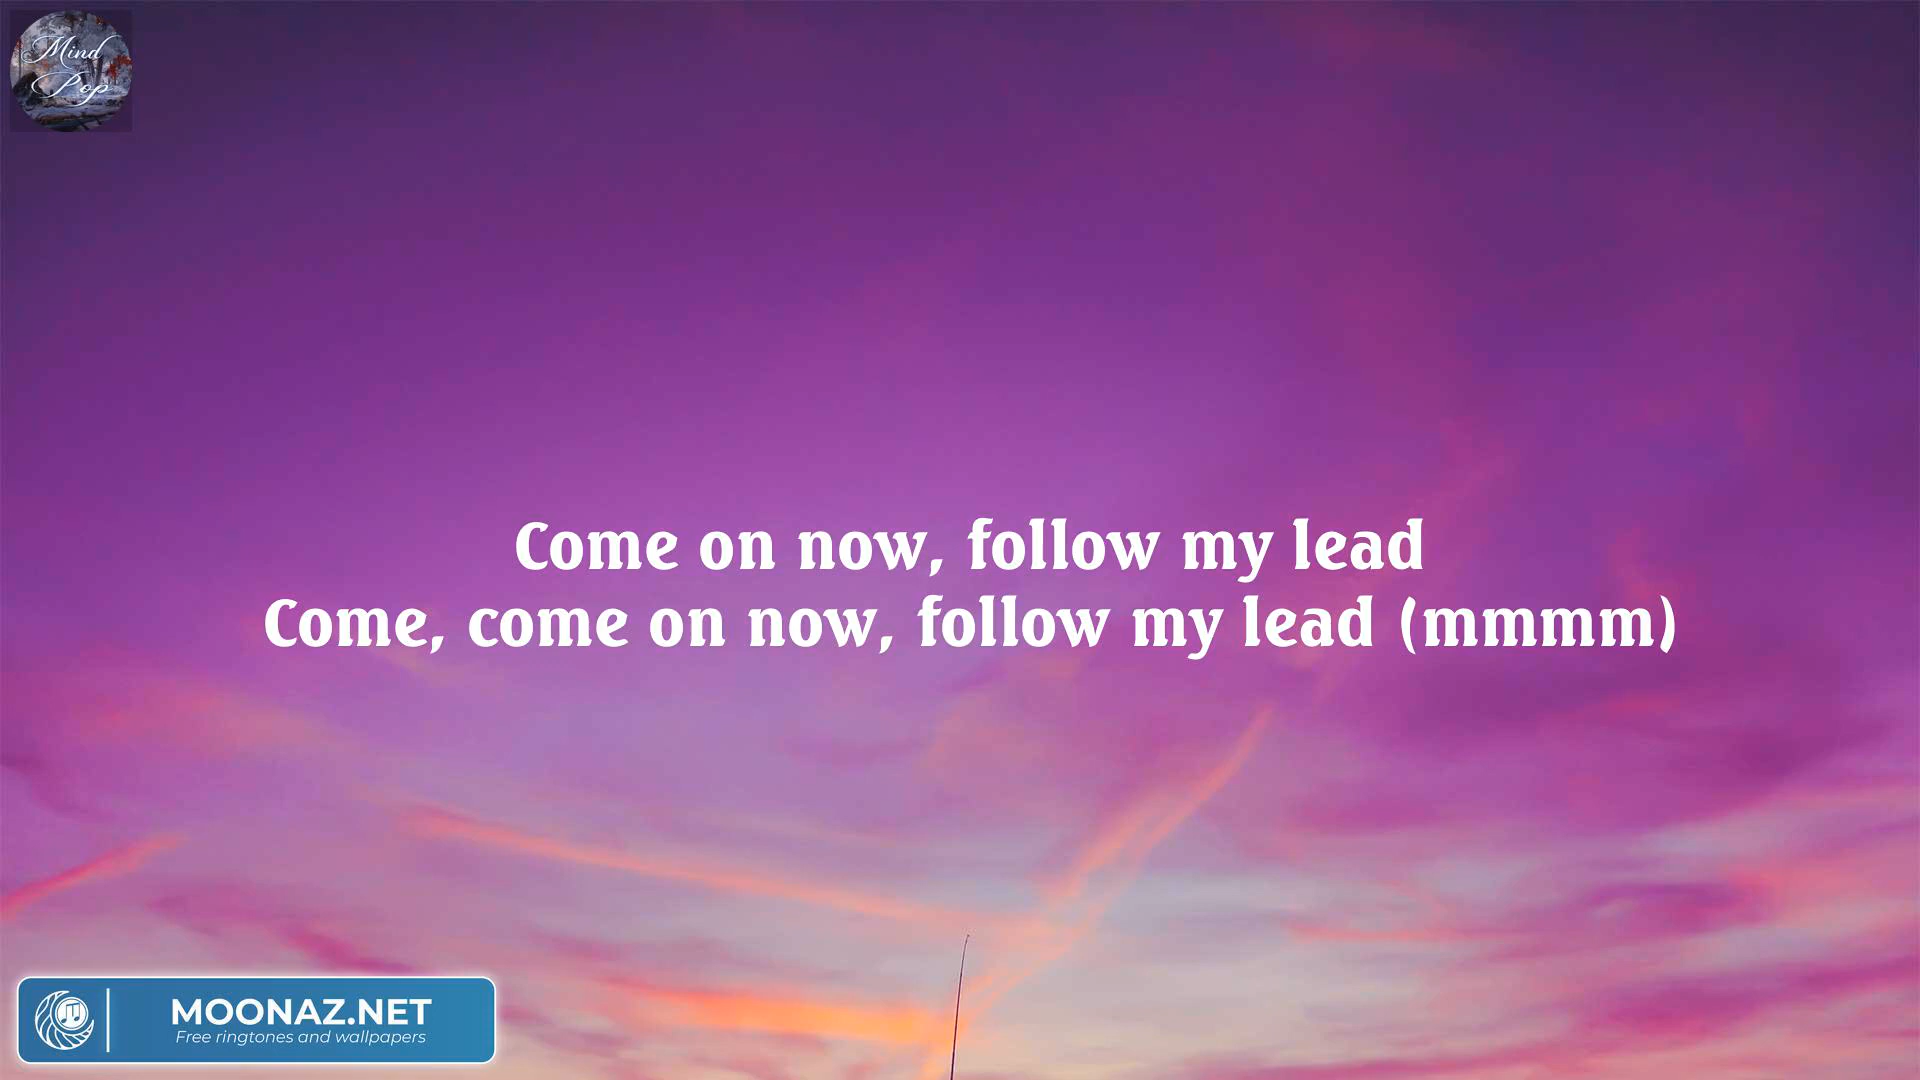 Mind
Pop
Come on now, follow my lead
Come, come on now, follow my lead (mmmm)
MOONAZ.NET
Free ringtones and wallpapers